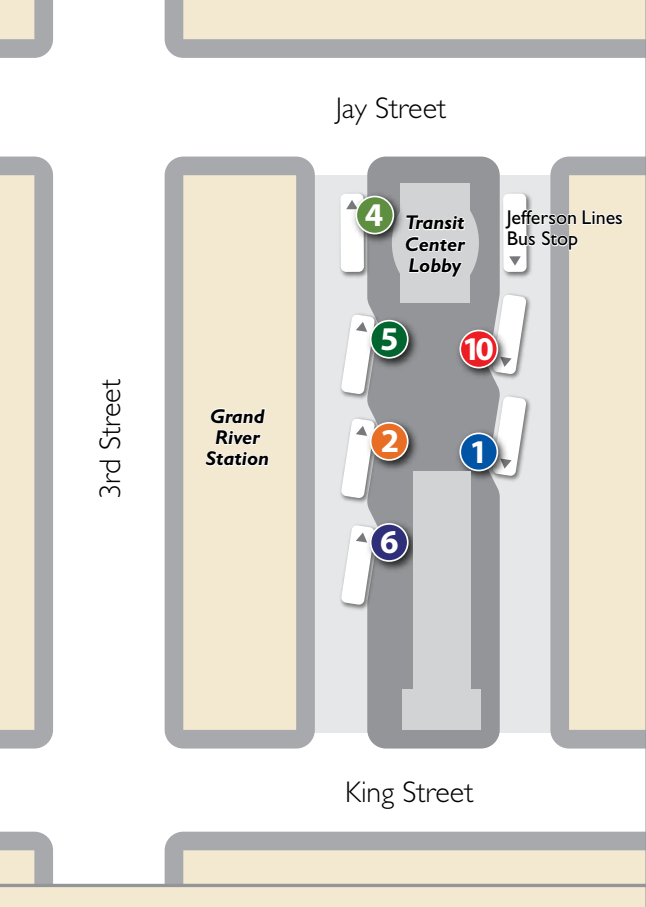 Jay Street
4
Transit
Center
Lobby
Jefferson Lines
Bus Stop
5
10
3rd Street
Grand
River
Station
2
1
6
King Street